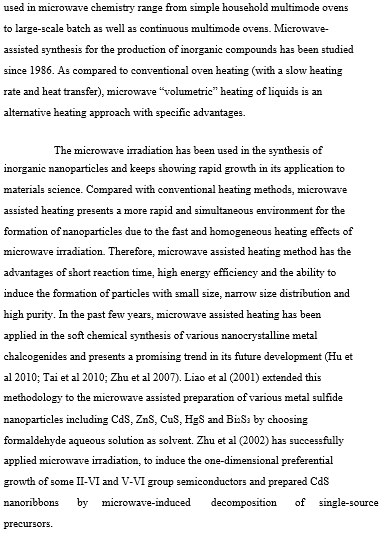 used in microwave chemistry range from simple household multimode ovens
to large-scale batch as well as continuous multimode ovens. Microwave-
assisted synthesis for the production of inorganic compounds has been studied
since 1986. As compared to conventional oven heating (with a slow heating
rate and heat transfer), microwave “volumetric” heating of liquids is an
alternative heating approach with specific advantages.
The microwave irradiation has been used in the synthesis of
inorganic nanoparticles and keeps showing rapid growth in its application to
materials science. Compared with conventional heating methods, microwave
assisted heating presents a more rapid and simultaneous environment for the
formation of nanoparticles due to the fast and homogeneous heating effects of
microwave irradiation. Therefore, microwave assisted heating method has the
advantages of short reaction time, high energy efficiency and the ability to
induce the formation of particles with small size, narrow size distribution and
high purity. In the past few years, microwave assisted heating has been
applied in the soft chemical synthesis of various nanocrystalline metal
chalcogenides and presents a promising trend in its future development (Hu et
al 2010; Tai et al 2010; Zhu et al 2007). Liao et al (2001) extended this
methodology to the microwave assisted preparation of various metal sulfide
nanoparticles including CdS, ZnS, CuS, HgS and Bi₂S₃ by choosing
formaldehyde aqueous solution as solvent. Zhu et al (2002) has successfully
applied microwave irradiation, to induce the one-dimensional preferential
growth of some II-VI and V-VI group semiconductors and prepared CdS
nanoribbons by microwave-induced decomposition of single-source
precursors.